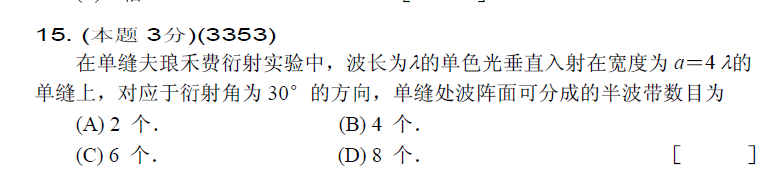 15. (本题 3分)(3353)
在单缝夫琅禾费衍射实验中，波长为λ的单色光垂直入射在宽度为 a＝4 λ的
单缝上，对应于衍射角为 30°的方向，单缝处波阵面可分成的半波带数目为
(A) 2 个． (B) 4 个．
(C) 6 个． (D) 8 个． [ ]